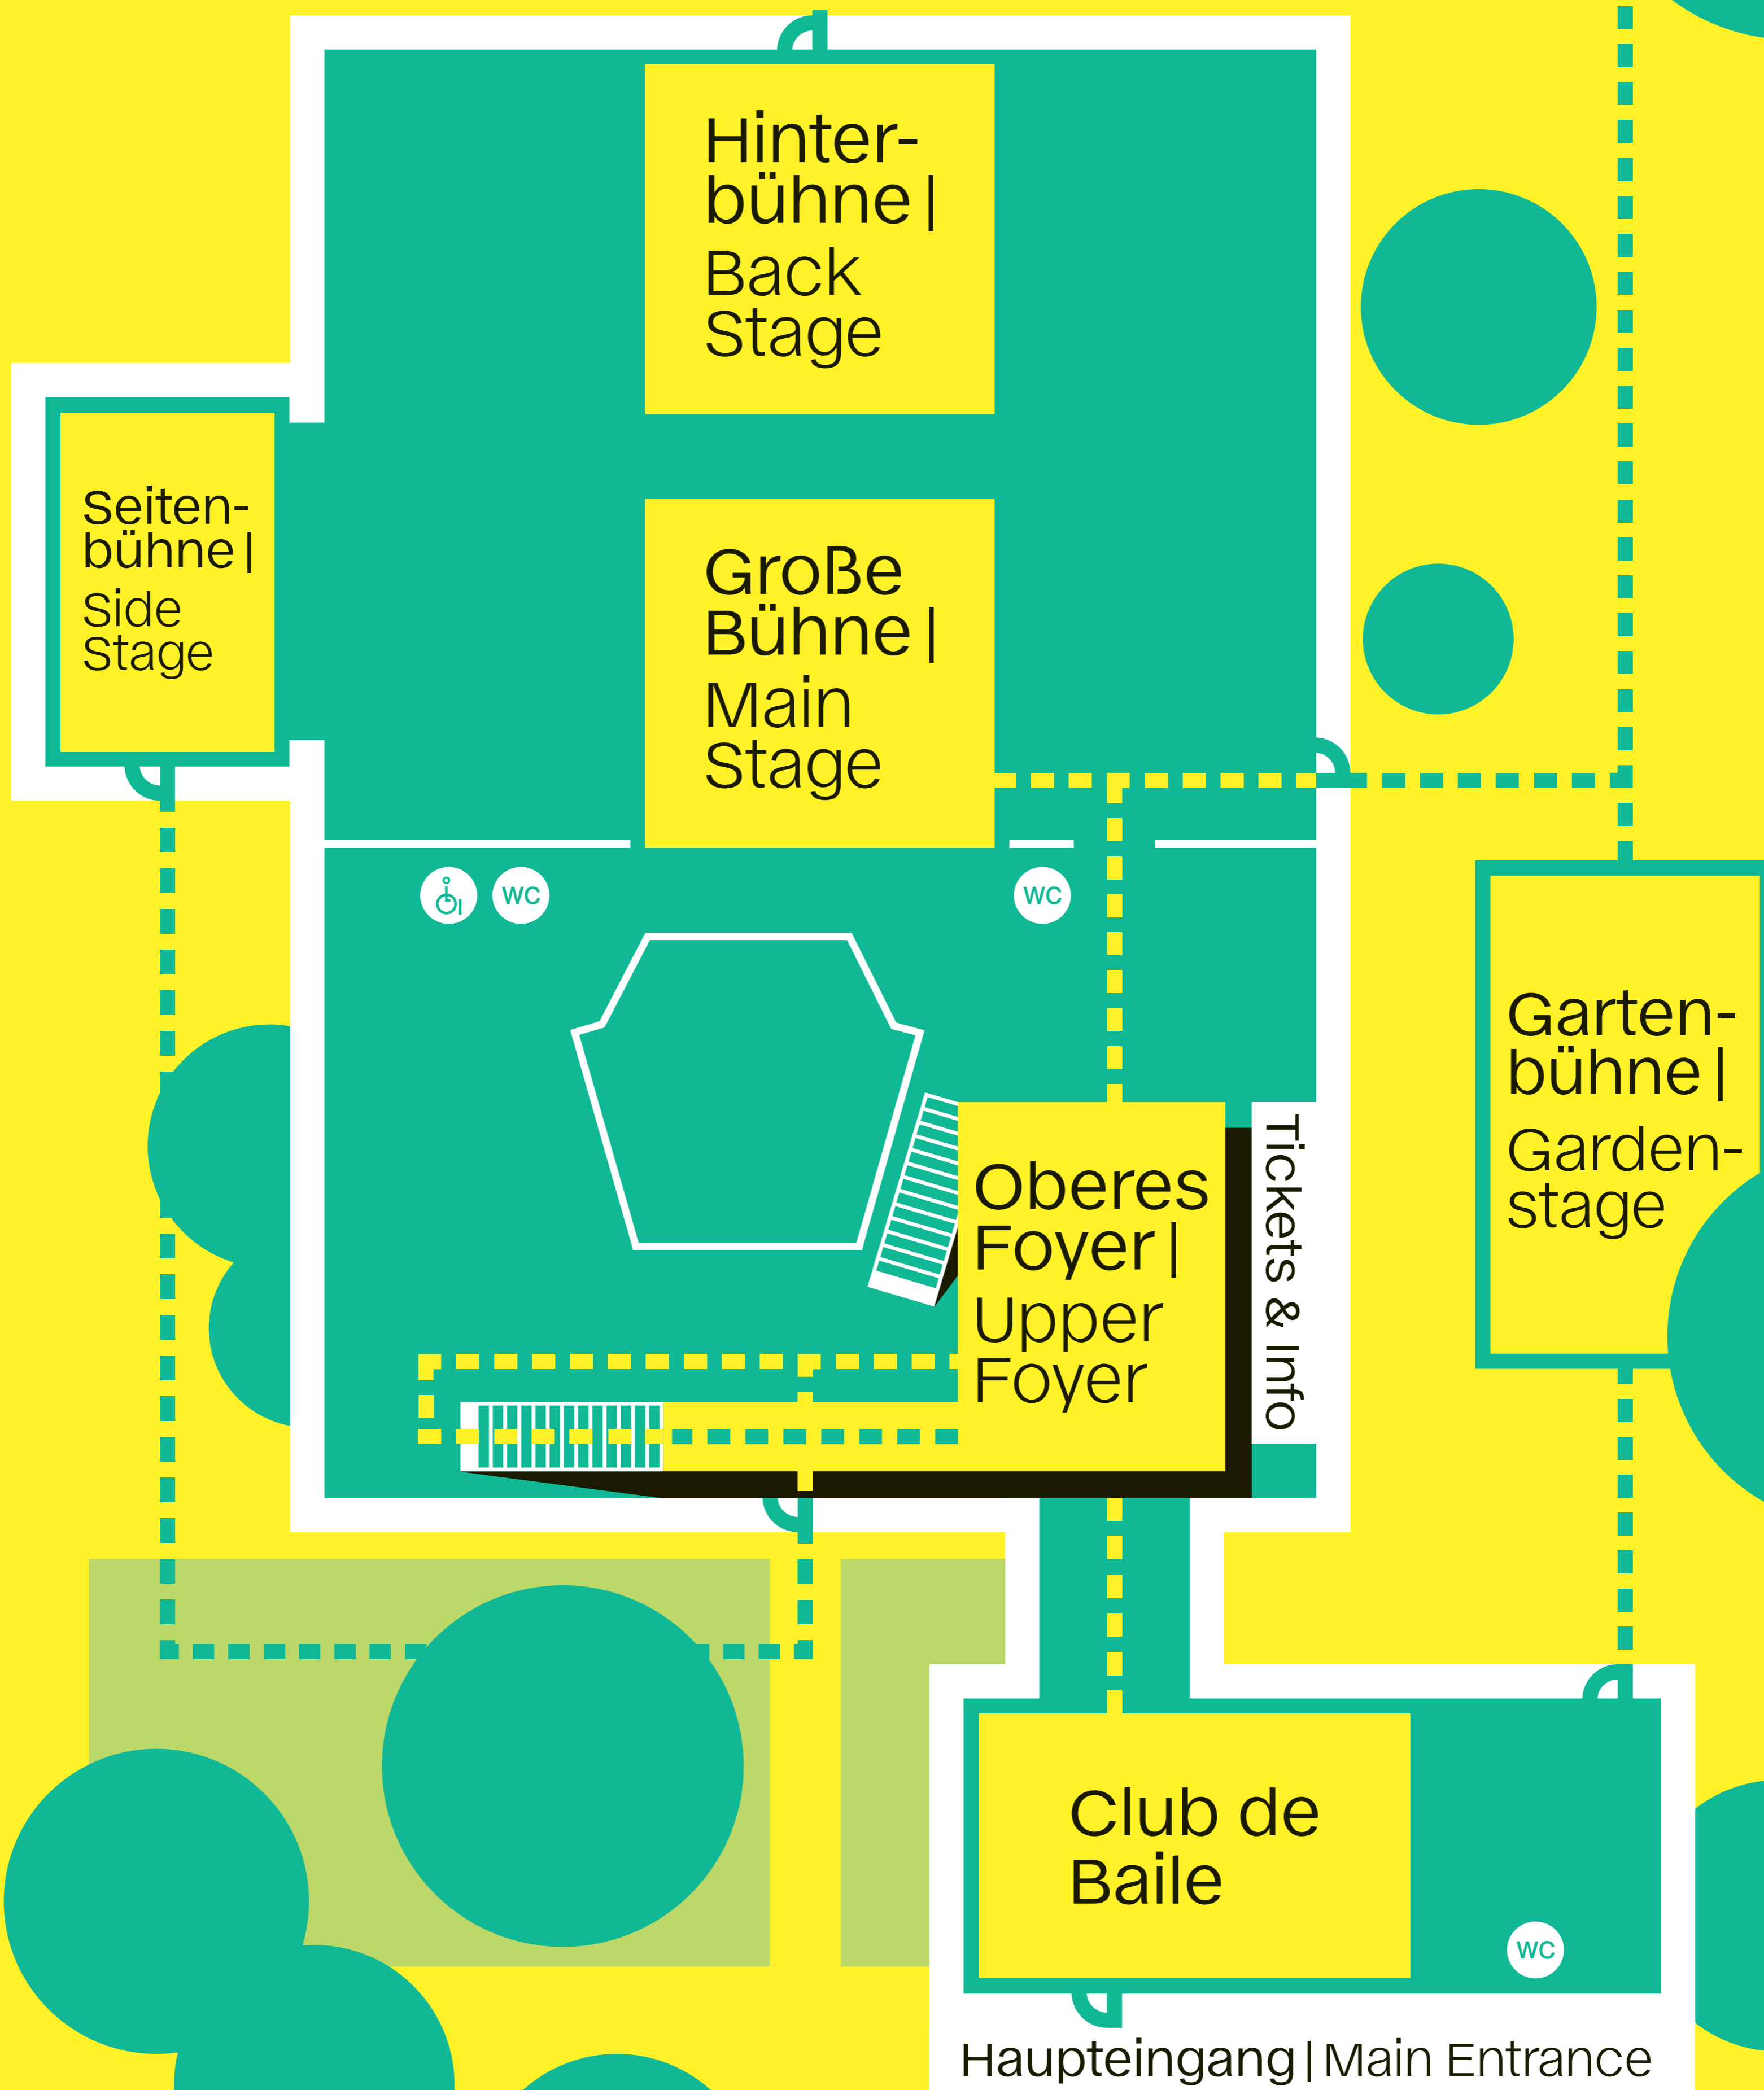 Hinter-
bühne |
Back
Stage
Seiten-
bühne |
Side
Stage
Große
Bühne |
Main
Stage
WC
WC
Garten-
bühne |
Garden-
stage
Oberes
Foyer |
Upper
Foyer
Tickets & Info
Club de
Baile
WC
Haupteingang | Main Entrance